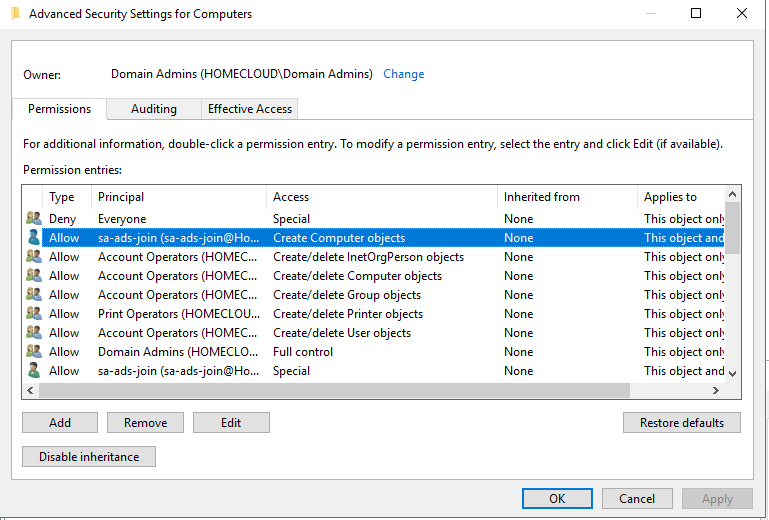 Advanced Security Settings for Computers
Owner: Domain Admins (HOMECLOUD\Domain Admins) Change
Permissions Auditing Effective Access
For additional information, double-click a permission entry. To modify a permission entry, select the entry and click Edit (if available).
Permission entries:
Type Principal Access Inherited from Applies to
Deny Everyone Special None This object only
Allow sa-ads-join (sa-ads-join@Ho... Create Computer objects None This object and
Allow Account Operators (HOMEC... Create/delete InetOrgPerson objects None This object only
Allow Account Operators (HOMEC... Create/delete Computer objects None This object only
Allow Account Operators (HOMEC... Create/delete Group objects None This object only
Allow Print Operators (HOMECLOU... Create/delete Printer objects None This object only
Allow Account Operators (HOMEC... Create/delete User objects None This object only
Allow Domain Admins (HOMECLO... Full control None This object only
Allow sa-ads-join (sa-ads-join@Ho... Special None This object and
Add Remove Edit Restore defaults
Disable inheritance
OK Cancel Apply